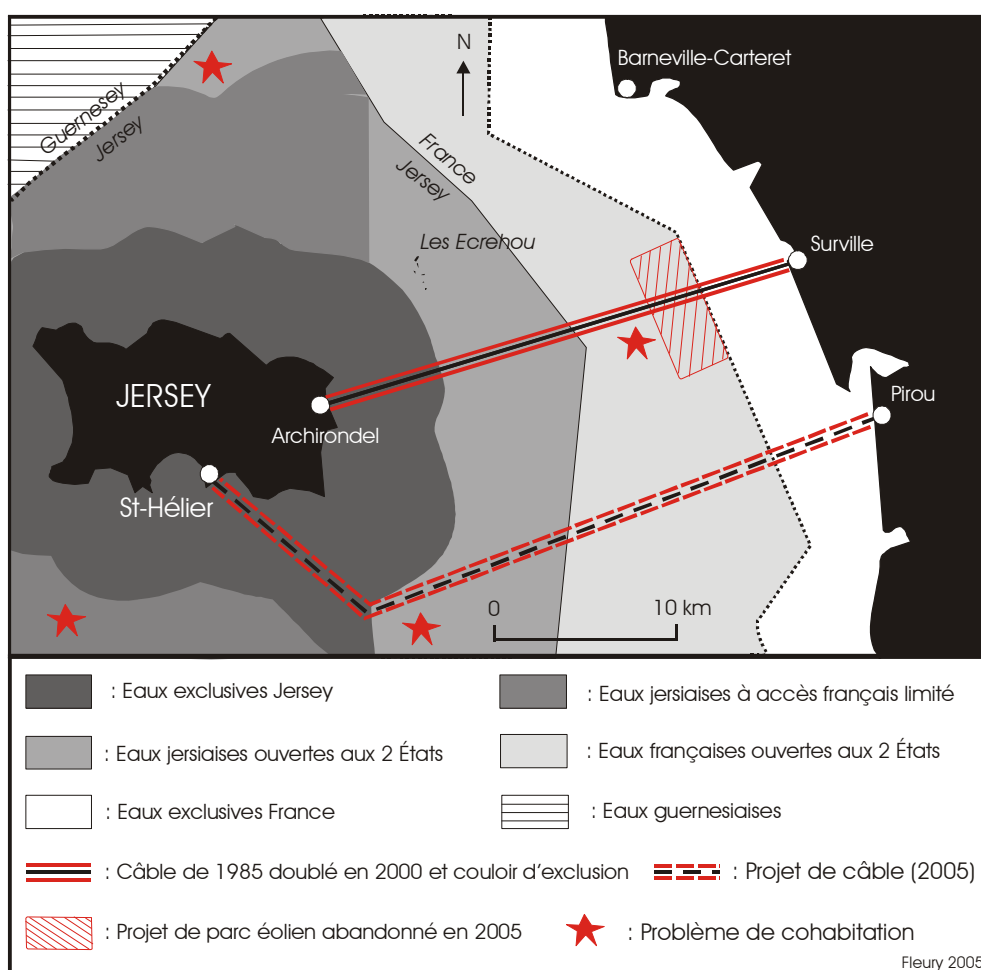 N
Barneville-Carteret
Guernesey
Jersey
France
Jersey
Les Ecrehou
Surville
JERSEY
Archirondel
Pirou
St-Hélier
0 10 km
: Eaux exclusives Jersey
: Eaux jersiaises à accès français limité
: Eaux jersiaises ouvertes aux 2 États
: Eaux françaises ouvertes aux 2 États
: Eaux exclusives France
: Eaux guernesiaises
: Câble de 1985 doublé en 2000 et couloir d'exclusion
: Projet de câble (2005)
: Projet de parc éolien abandonné en 2005
: Problème de cohabitation
Fleury 2005